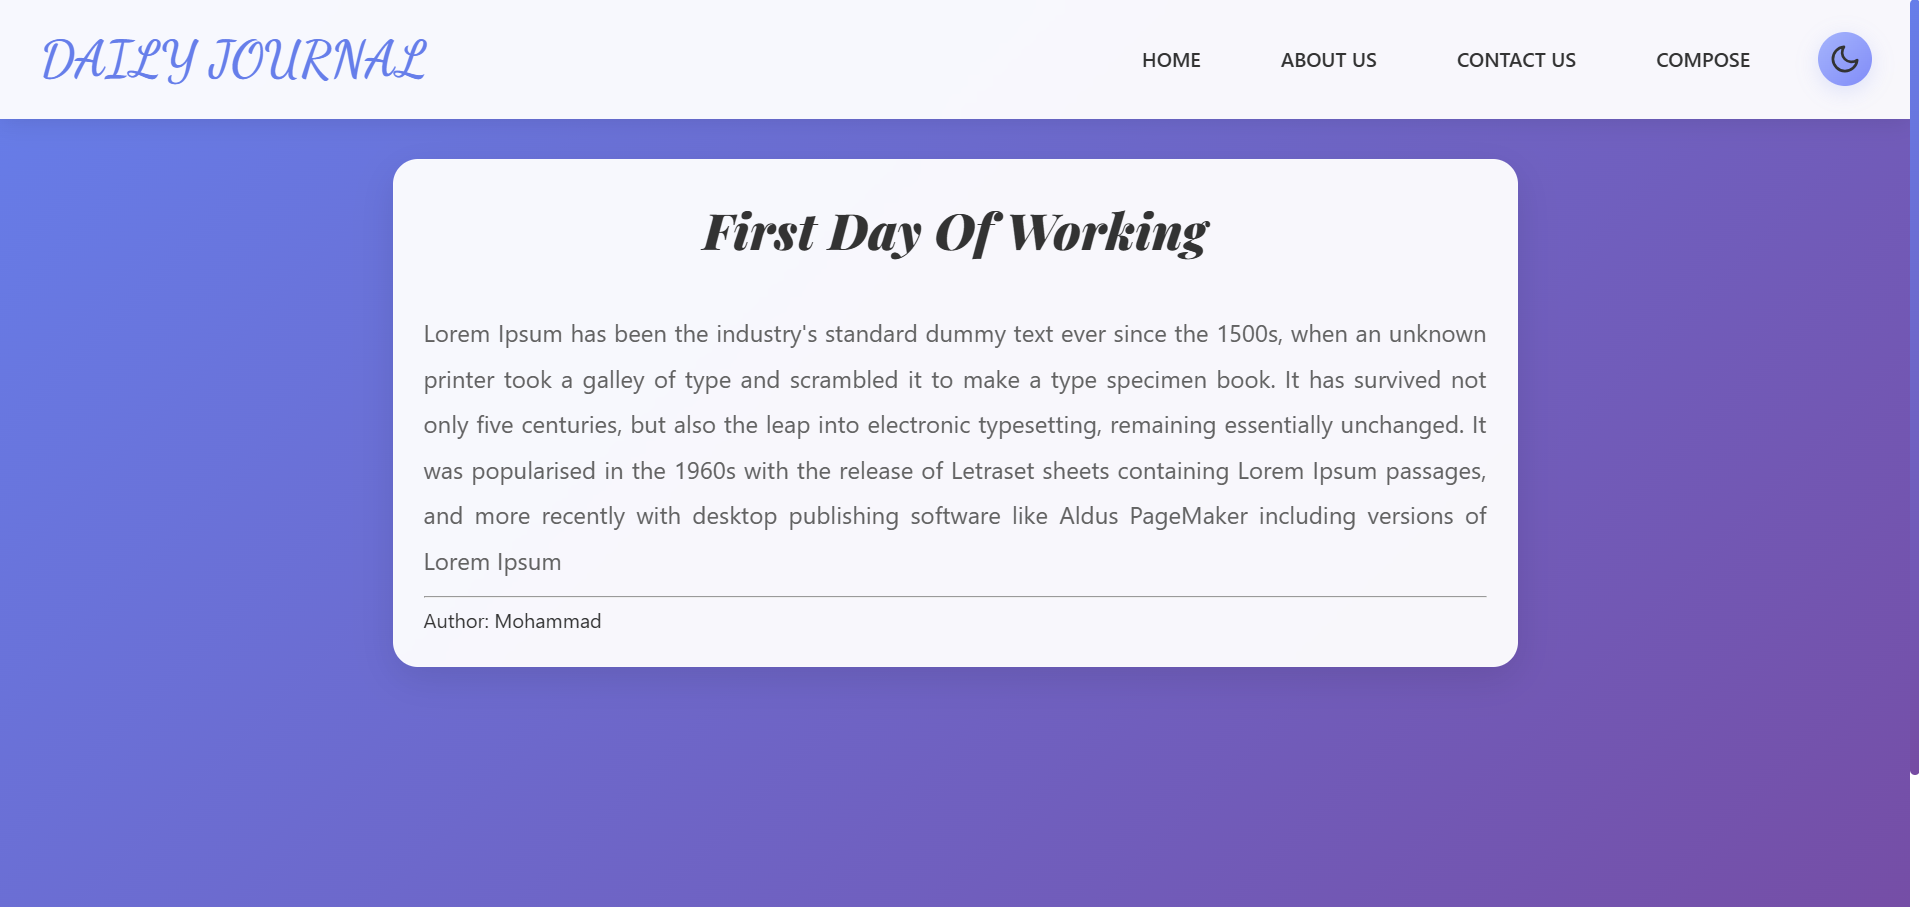 DAILY JOURNAL
HOME ABOUT US CONTACT US COMPOSE
First Day Of Working
Lorem Ipsum has been the industry's standard dummy text ever since the 1500s, when an unknown
printer took a galley of type and scrambled it to make a type specimen book. It has survived not
only five centuries, but also the leap into electronic typesetting, remaining essentially unchanged. It
was popularised in the 1960s with the release of Letraset sheets containing Lorem Ipsum passages,
and more recently with desktop publishing software like Aldus PageMaker including versions of
Lorem Ipsum
Author: Mohammad